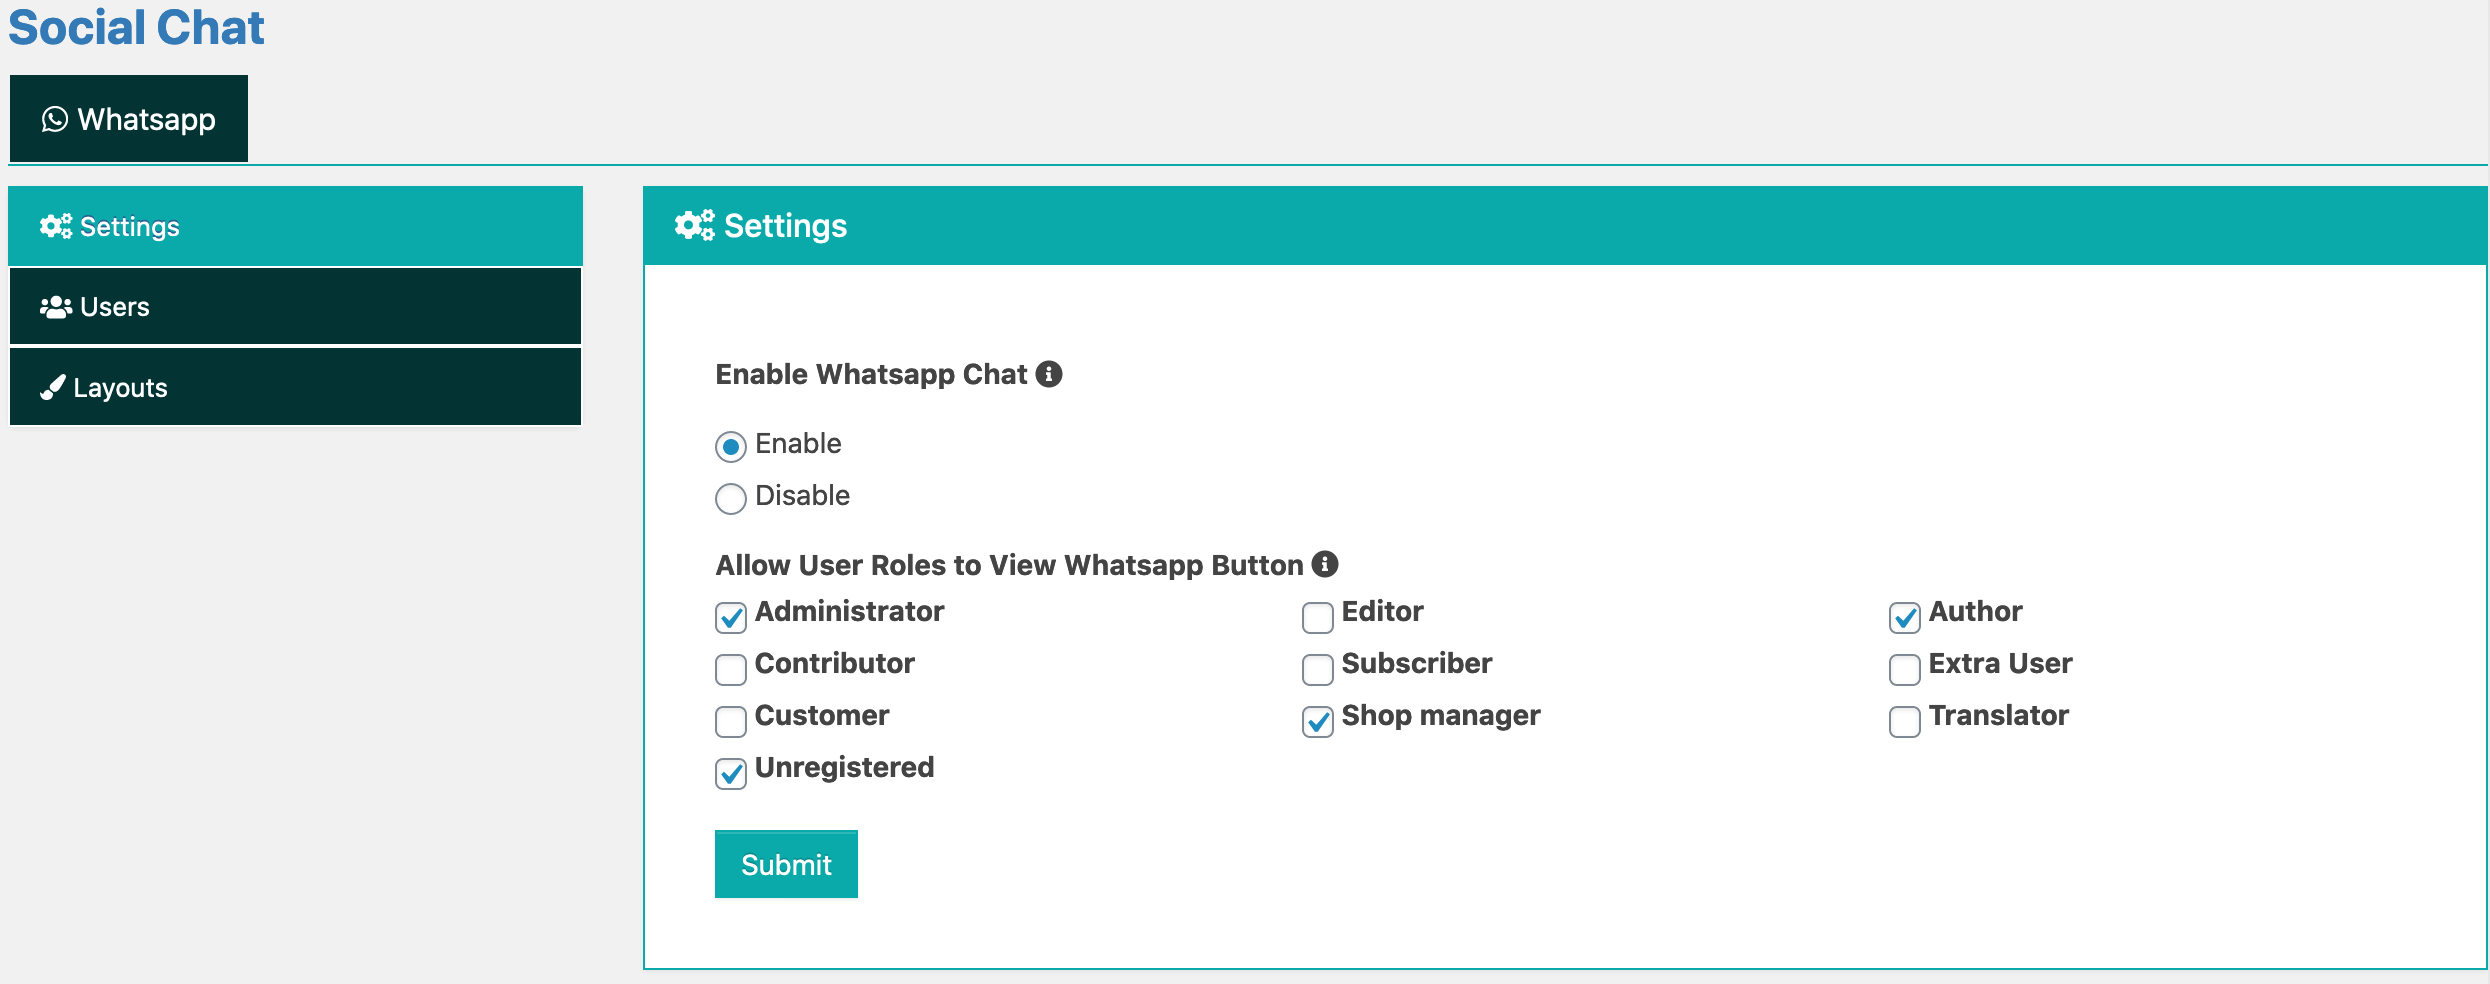 Social Chat
Whatsapp
Settings
Users
Layouts
Settings
Enable Whatsapp Chat
Enable
Disable
Allow User Roles to View Whatsapp Button
Administrator Editor Author
Contributor Subscriber Extra User
Customer Shop manager Translator
Unregistered
Submit